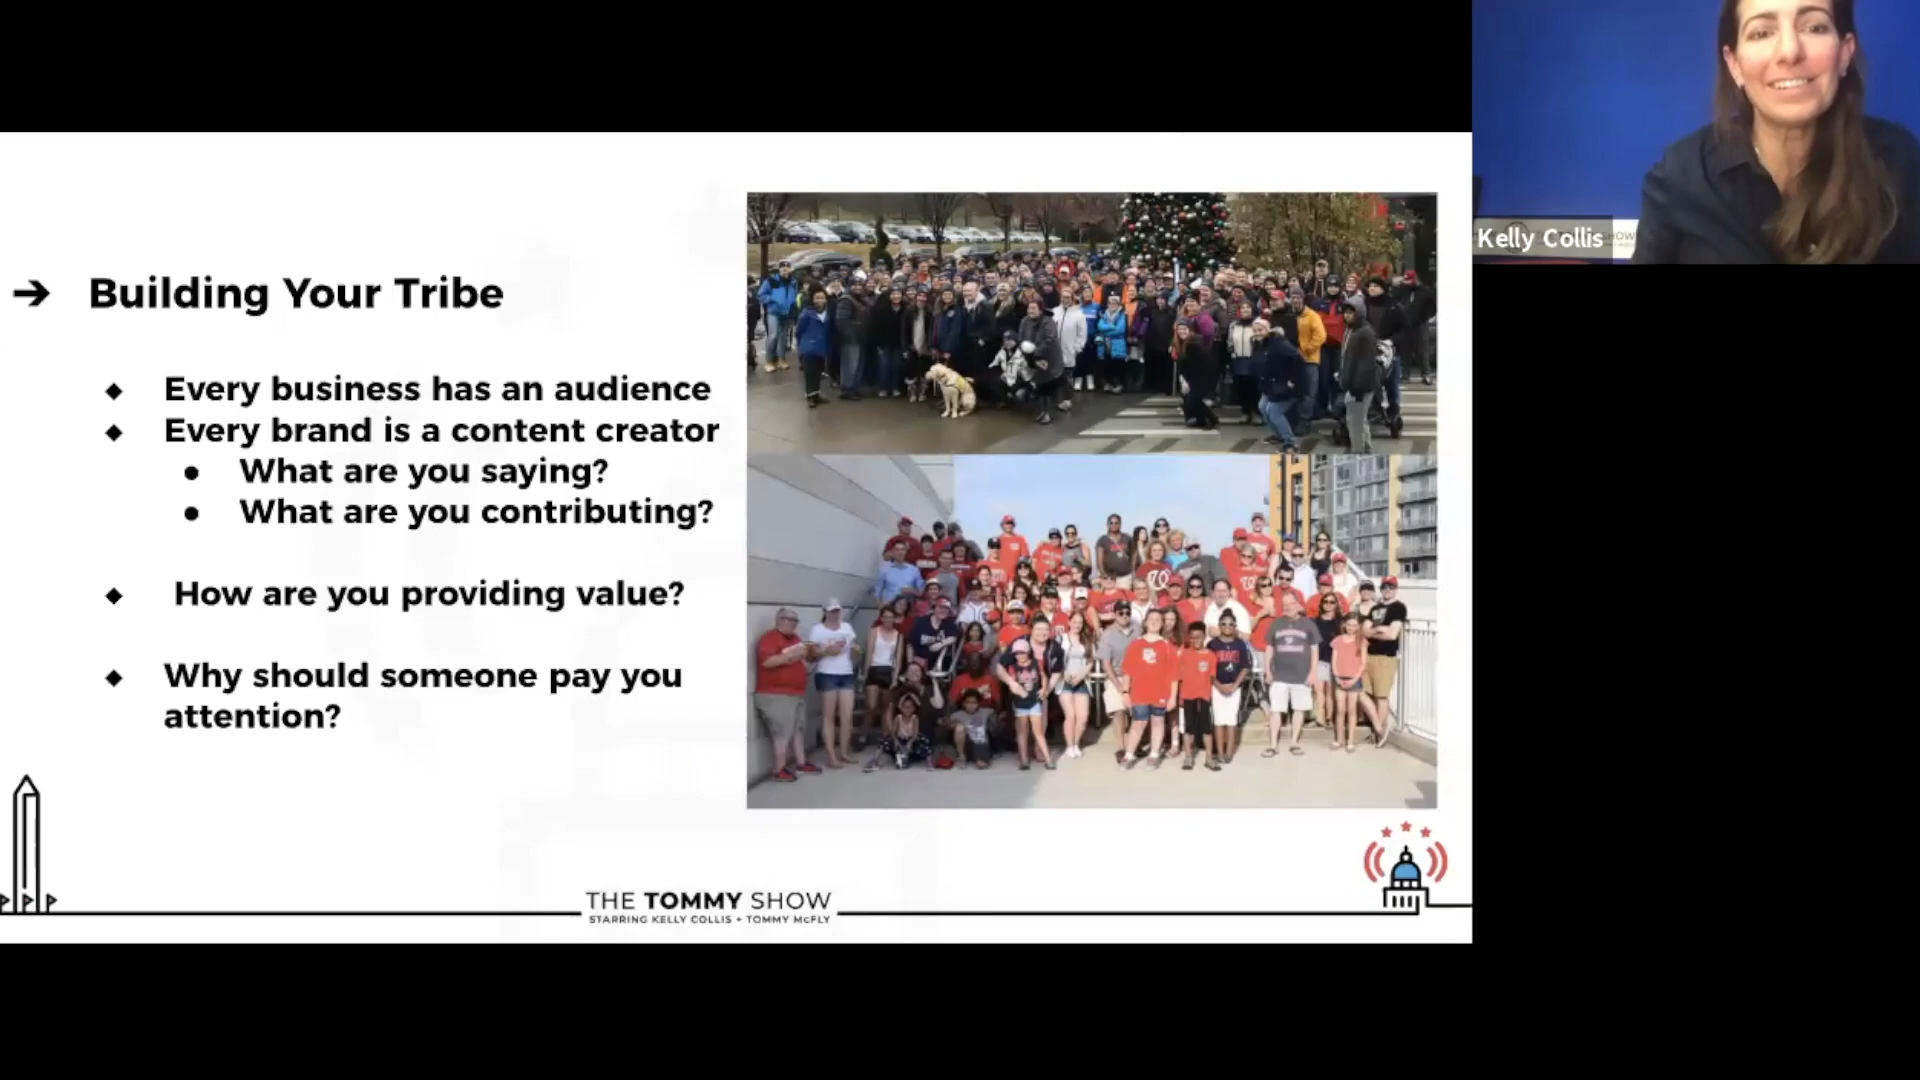 ➔ Building Your Tribe
◆ Every business has an audience
◆ Every brand is a content creator
● What are you saying?
● What are you contributing?
◆ How are you providing value?
◆ Why should someone pay you
attention?
THE TOMMY SHOW
STARRING KELLY COLLIS + TOMMY McFLY
Kelly Collis
SHOW